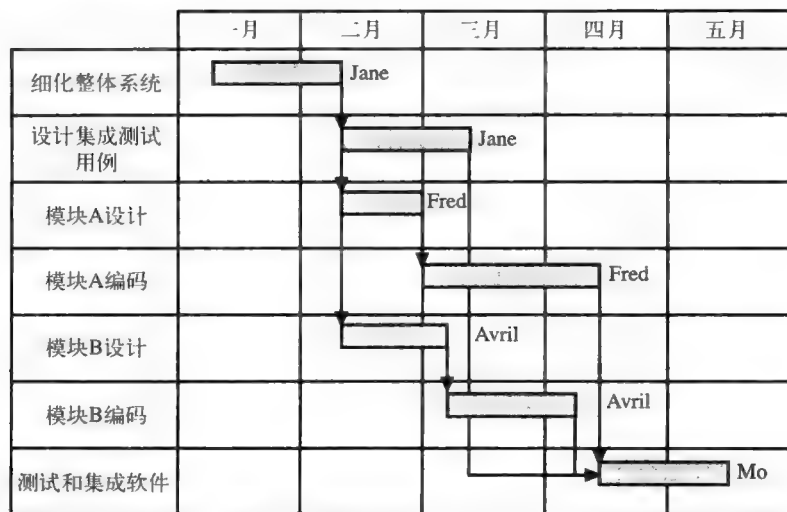 一月 二月 三月 四月 五月
细化整体系统 Jane
设计集成测试
用例 Jane
模块A设计 Fred
模块A编码 Fred
模块B设计 Avril
模块B编码 Avril
测试和集成软件 Mo